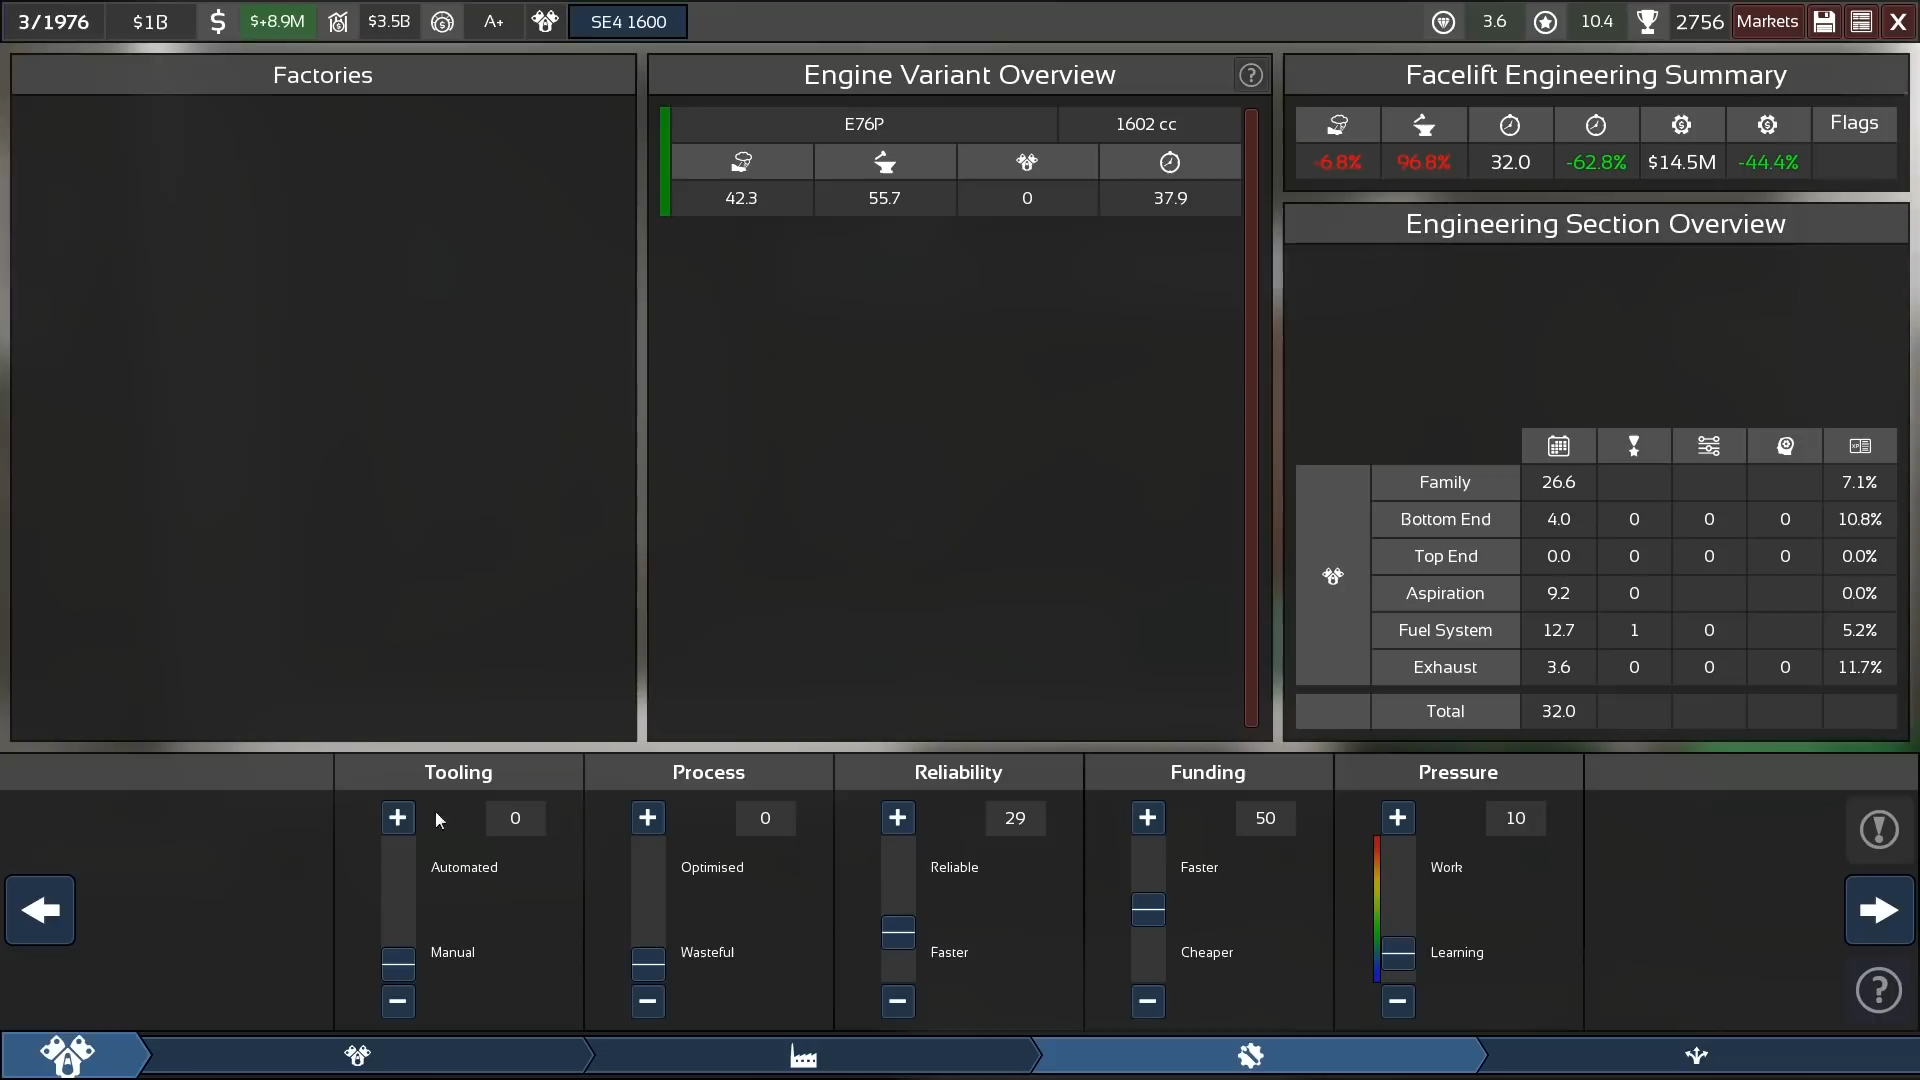 3/1976 $1B $+8.9M $3.5B A+ SE4 1600 3.6 10.4 2756 Markets
Factories
Engine Variant Overview
E76P 1602 cc
42.3 55.7 0 37.9
Facelift Engineering Summary
Flags
-6.8% 96.8% 32.0 -62.8% $14.5M -44.4%
Engineering Section Overview
Family 26.6 7.1%
Bottom End 4.0 0 0 0 10.8%
Top End 0.0 0 0 0 0.0%
Aspiration 9.2 0 0.0%
Fuel System 12.7 1 0 5.2%
Exhaust 3.6 0 0 0 11.7%
Total 32.0
Tooling Process Reliability Funding Pressure
0 0 29 50 10
Automated Optimised Reliable Faster Work
Manual Wasteful Faster Cheaper Learning